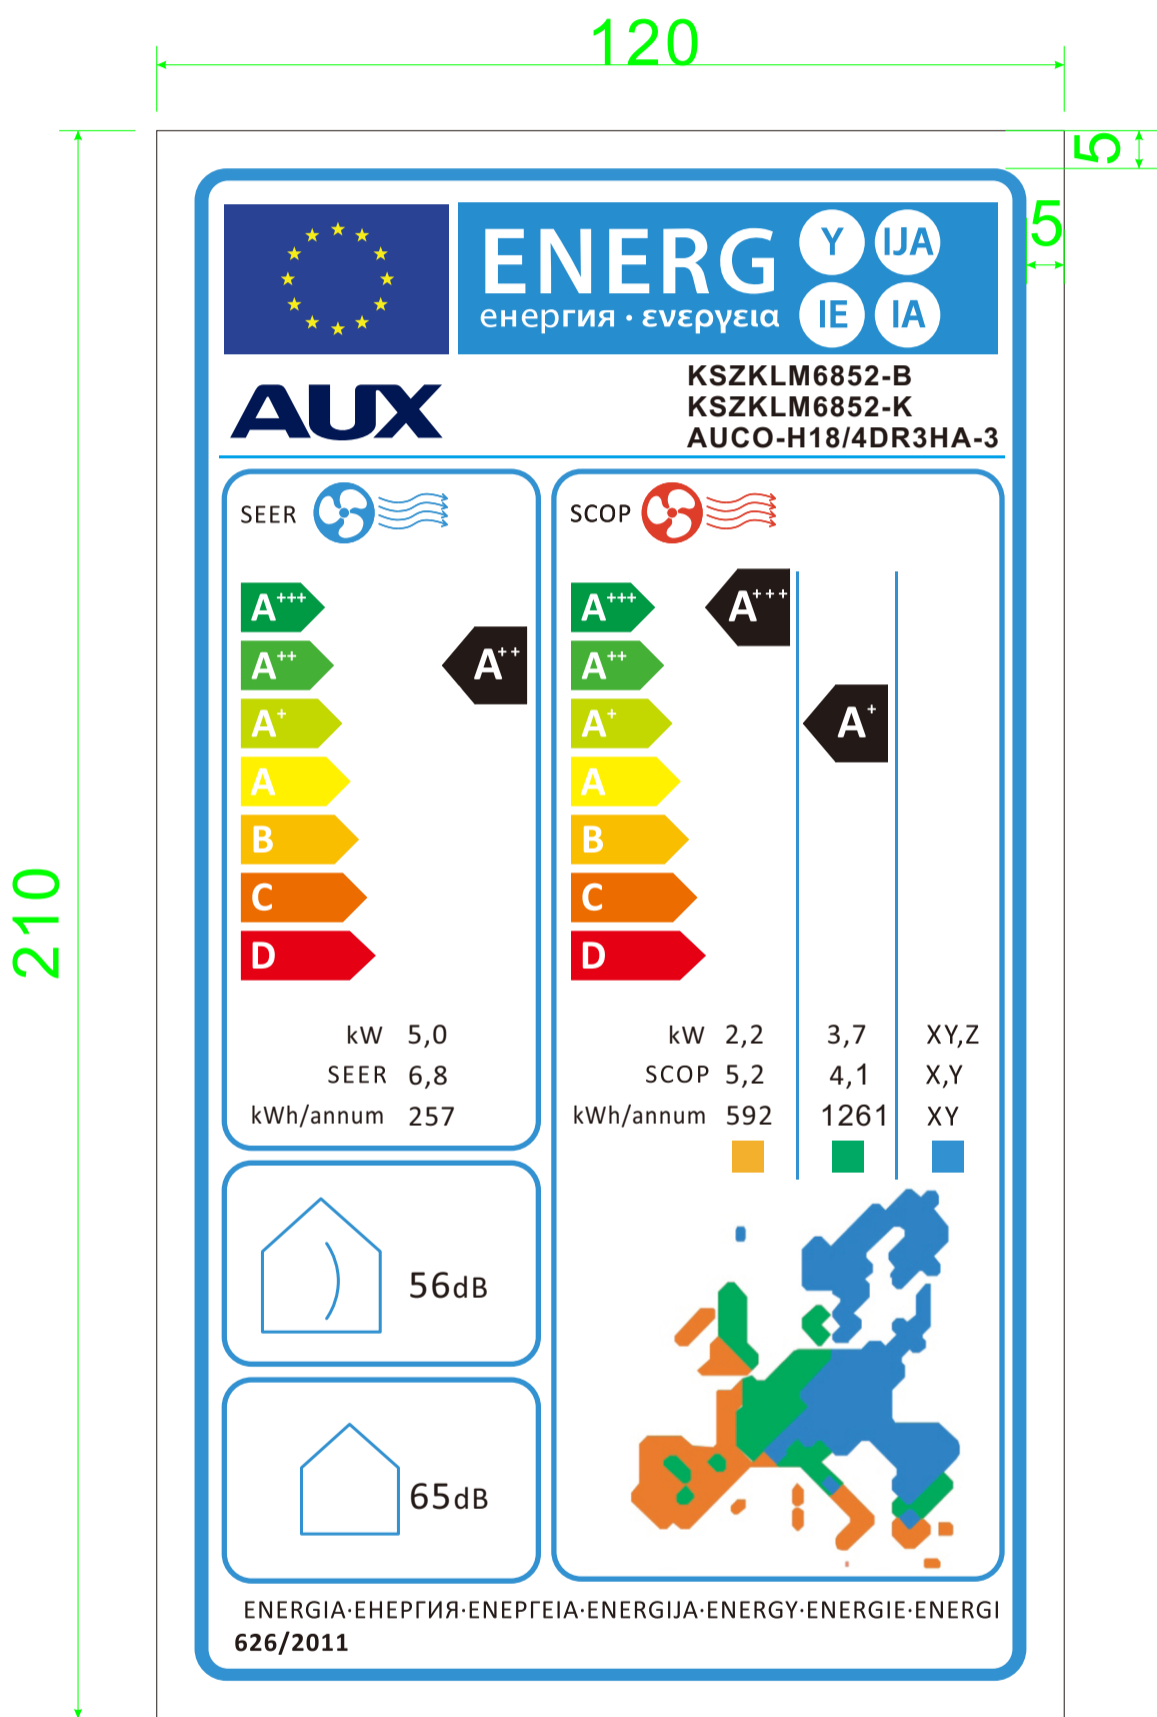 120
5
5
210
ENERG
енергия · ενεργεια
Y IJA
IE IA
AUX
KSZKLM6852-B
KSZKLM6852-K
AUCO-H18/4DR3HA-3
SEER
A+++
A++
A+
A
B
C
D
A++
kW 5,0
SEER 6,8
kWh/annum 257
SCOP
A+++
A++
A+
A
B
C
D
A+++
A+
kW 2,2 3,7 XY,Z
SCOP 5,2 4,1 X,Y
kWh/annum 592 1261 XY
56dB
65dB
ENERGIA·ЕНЕРГИЯ·ΕΝΕΡΓΕΙΑ·ENERGIJA·ENERGY·ENERGIE·ENERGI
626/2011